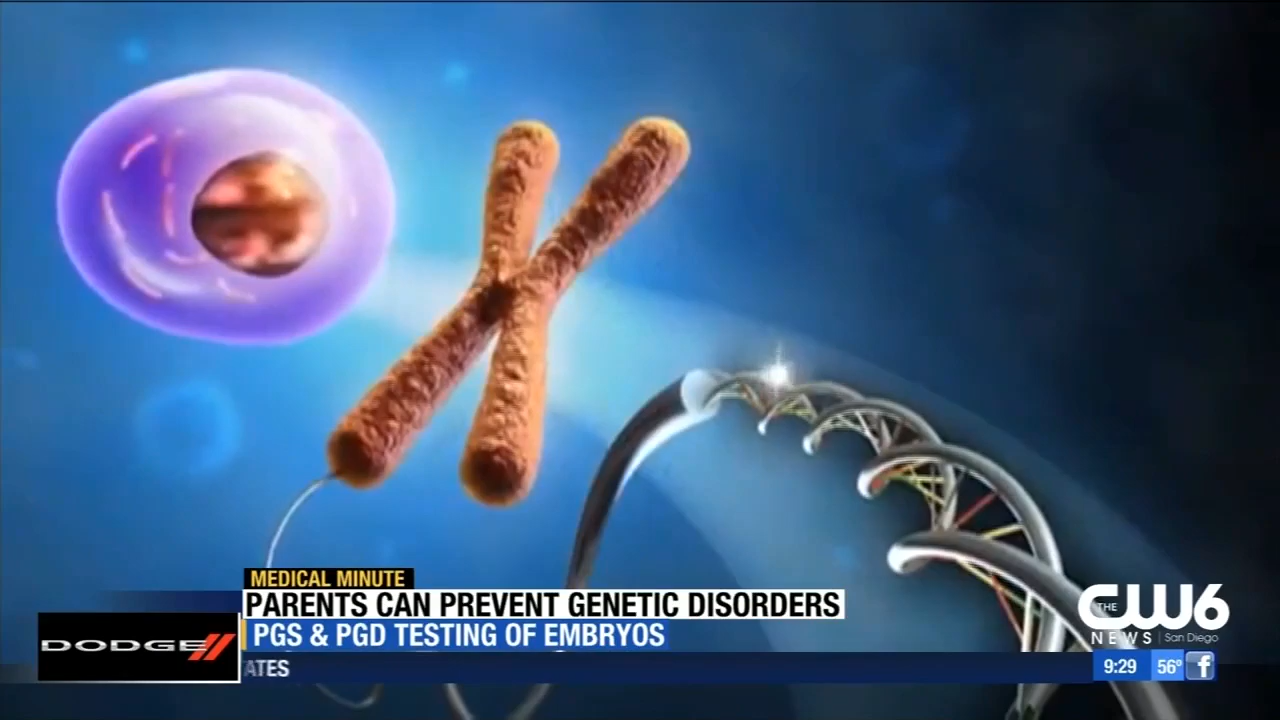 MEDICAL MINUTE
PARENTS CAN PREVENT GENETIC DISORDERS
PGS & PGD TESTING OF EMBRYOS
DODGE
ATES
THE CW6
NEWS | San Diego
9:29 56° f